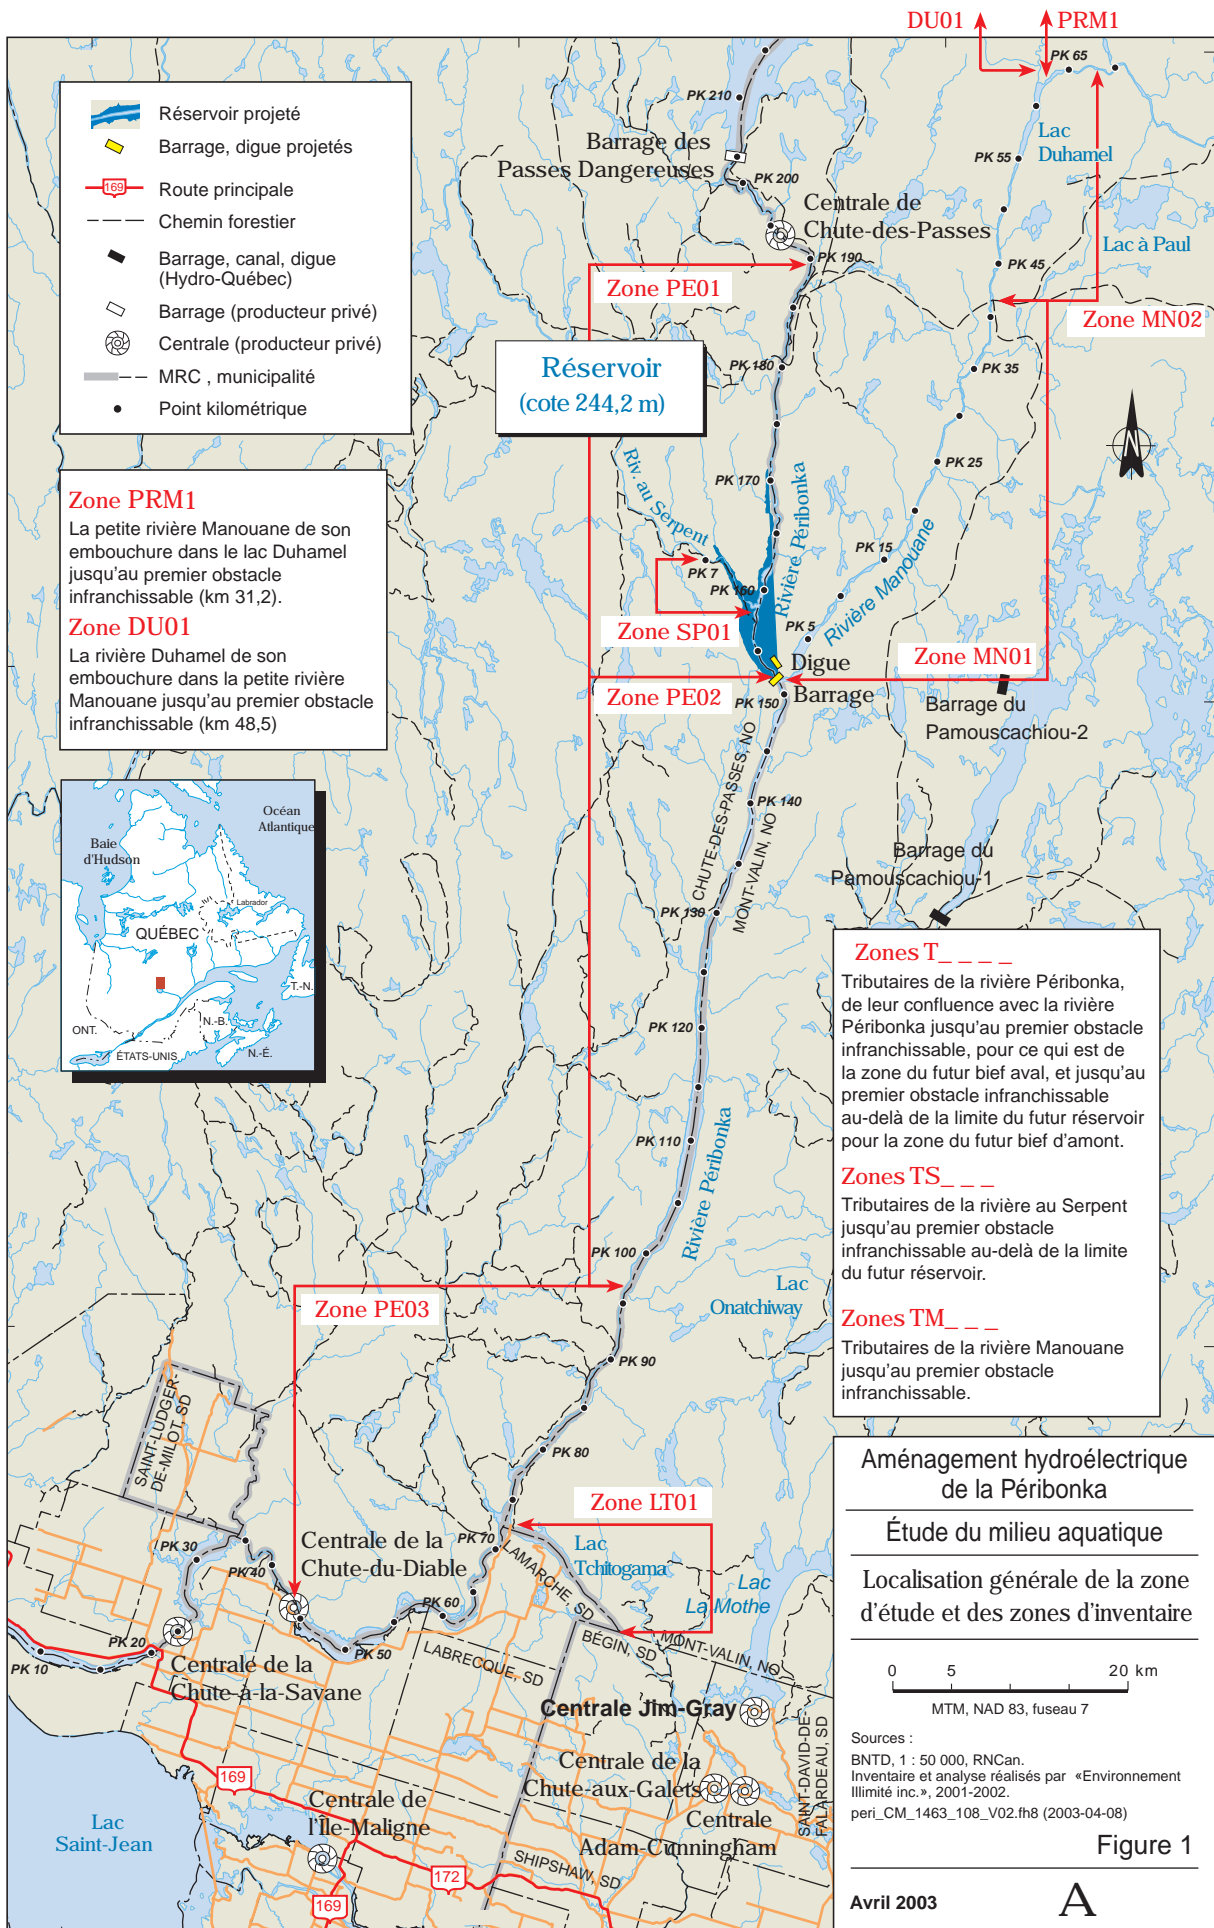 DU01
PRM1
PK 65
PK 210
Réservoir projeté
Barrage, digue projetés
169
Route principale
Chemin forestier
Barrage, canal, digue
(Hydro-Québec)
Barrage (producteur privé)
Centrale (producteur privé)
MRC , municipalité
Point kilométrique
Barrage des
Passes Dangereuses
PK 200
Centrale de
Chute-des-Passes
PK 190
Lac
Duhamel
PK 55
Lac à Paul
PK 45
Zone PE01
Zone MN02
Réservoir
(cote 244,2 m)
PK 180
PK 35
PK 25
PK 170
Riv. au Serpent
Rivière Péribonka
PK 15
Rivière Manouane
PK 7
PK 160
PK 5
Zone SP01
Zone MN01
Digue
Zone PE02
Barrage
PK 150
Barrage du
Pamouscachiou-2
Zone PRM1
La petite rivière Manouane de son
embouchure dans le lac Duhamel
jusqu'au premier obstacle
infranchissable (km 31,2).
Zone DU01
La rivière Duhamel de son
embouchure dans la petite rivière
Manouane jusqu'au premier obstacle
infranchissable (km 48,5)
Océan
Atlantique
Baie
d'Hudson
Labrador
QUÉBEC
T.-N.
ONT.
N.-B.
ÉTATS-UNIS
N.-É.
CHUTE-DES-PASSES, NO
MONT-VALIN, NO
PK 140
Barrage du
Pamouscachiou-1
PK 130
PK 120
PK 110
Rivière Péribonka
PK 100
Zones T_ _ _ _
Tributaires de la rivière Péribonka,
de leur confluence avec la rivière
Péribonka jusqu'au premier obstacle
infranchissable, pour ce qui est de
la zone du futur bief aval, et jusqu'au
premier obstacle infranchissable
au-delà de la limite du futur réservoir
pour la zone du futur bief d'amont.
Zones TS_ _ _
Tributaires de la rivière au Serpent
jusqu'au premier obstacle
infranchissable au-delà de la limite
du futur réservoir.
Zones TM_ _ _
Tributaires de la rivière Manouane
jusqu'au premier obstacle
infranchissable.
Lac
Onatchiway
Zone PE03
PK 90
SAINT-LUDGER-
DE-MILOT, SD
PK 80
Zone LT01
PK 70
Lac
Tchitogama
LAMARCHE, SD
Lac
La Mothe
Centrale de la
Chute-du-Diable
PK 30
PK 40
PK 60
PK 50
PK 20
PK 10
Centrale de la
Chute-à-la-Savane
LABRECQUE, SD
BÉGIN, SD
MONT-VALIN, NO
Centrale Jim-Gray
SAINT-DAVID-DE-
FALARDEAU, SD
Centrale de la
Chute-aux-Galets
Centrale
Adam-Cunningham
169
Centrale de
l'Île-Maligne
Lac
Saint-Jean
SHIPSHAW, SD
172
169
Aménagement hydroélectrique
de la Péribonka
Étude du milieu aquatique
Localisation générale de la zone
d'étude et des zones d'inventaire
0 5 20 km
MTM, NAD 83, fuseau 7
Sources :
BNTD, 1 : 50 000, RNCan.
Inventaire et analyse réalisés par «Environnement
Illimité inc.», 2001-2002.
peri_CM_1463_108_V02.fh8 (2003-04-08)
Figure 1
Avril 2003
A